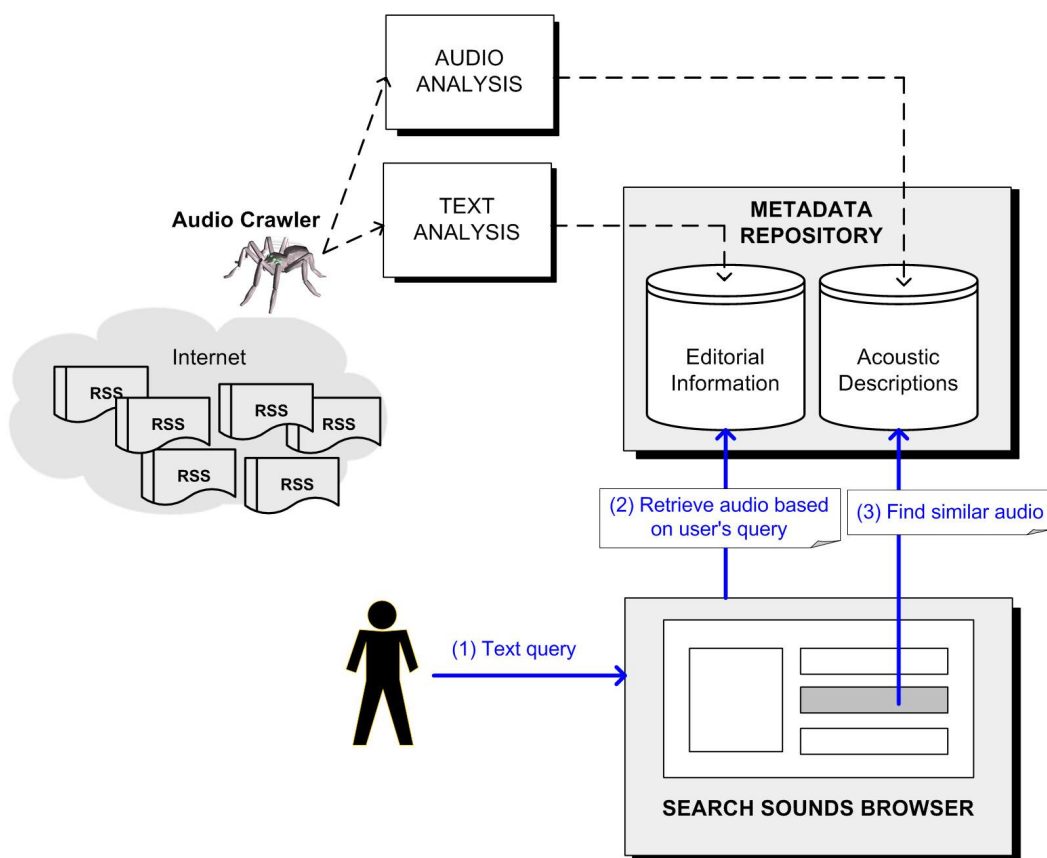 AUDIO
ANALYSIS
TEXT
ANALYSIS
Audio Crawler
METADATA
REPOSITORY
Editorial
Information
Acoustic
Descriptions
Internet
RSS
RSS
RSS
RSS
RSS
RSS
(2) Retrieve audio based
on user's query
(3) Find similar audio
(1) Text query
SEARCH SOUNDS BROWSER